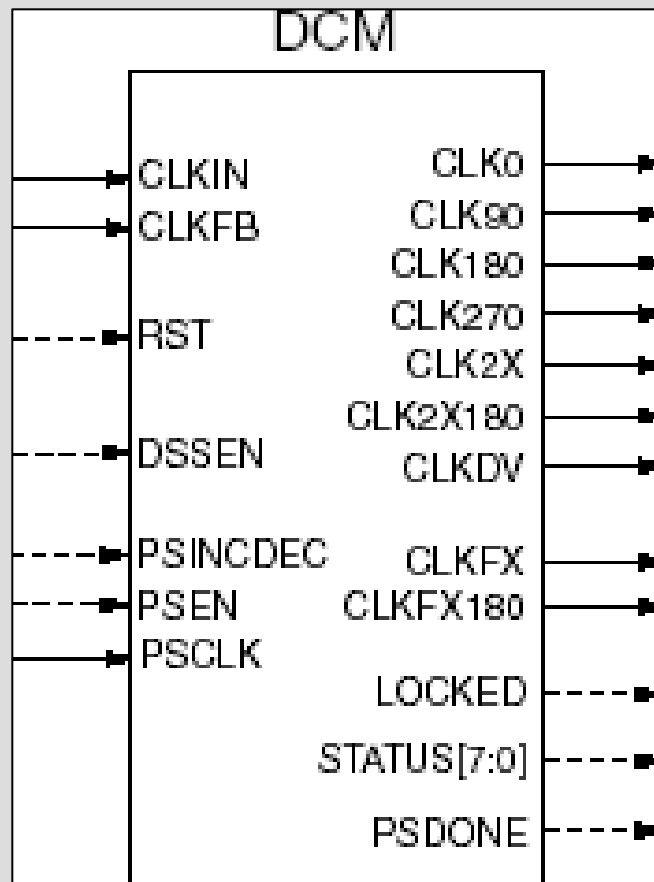 DCM
CLKIN
CLKFB
RST
DSSEN
PSINCDEC
PSEN
PSCLK
CLK0
CLK90
CLK180
CLK270
CLK2X
CLK2X180
CLKDV
CLKFX
CLKFX180
LOCKED
STATUS[7:0]
PSDONE